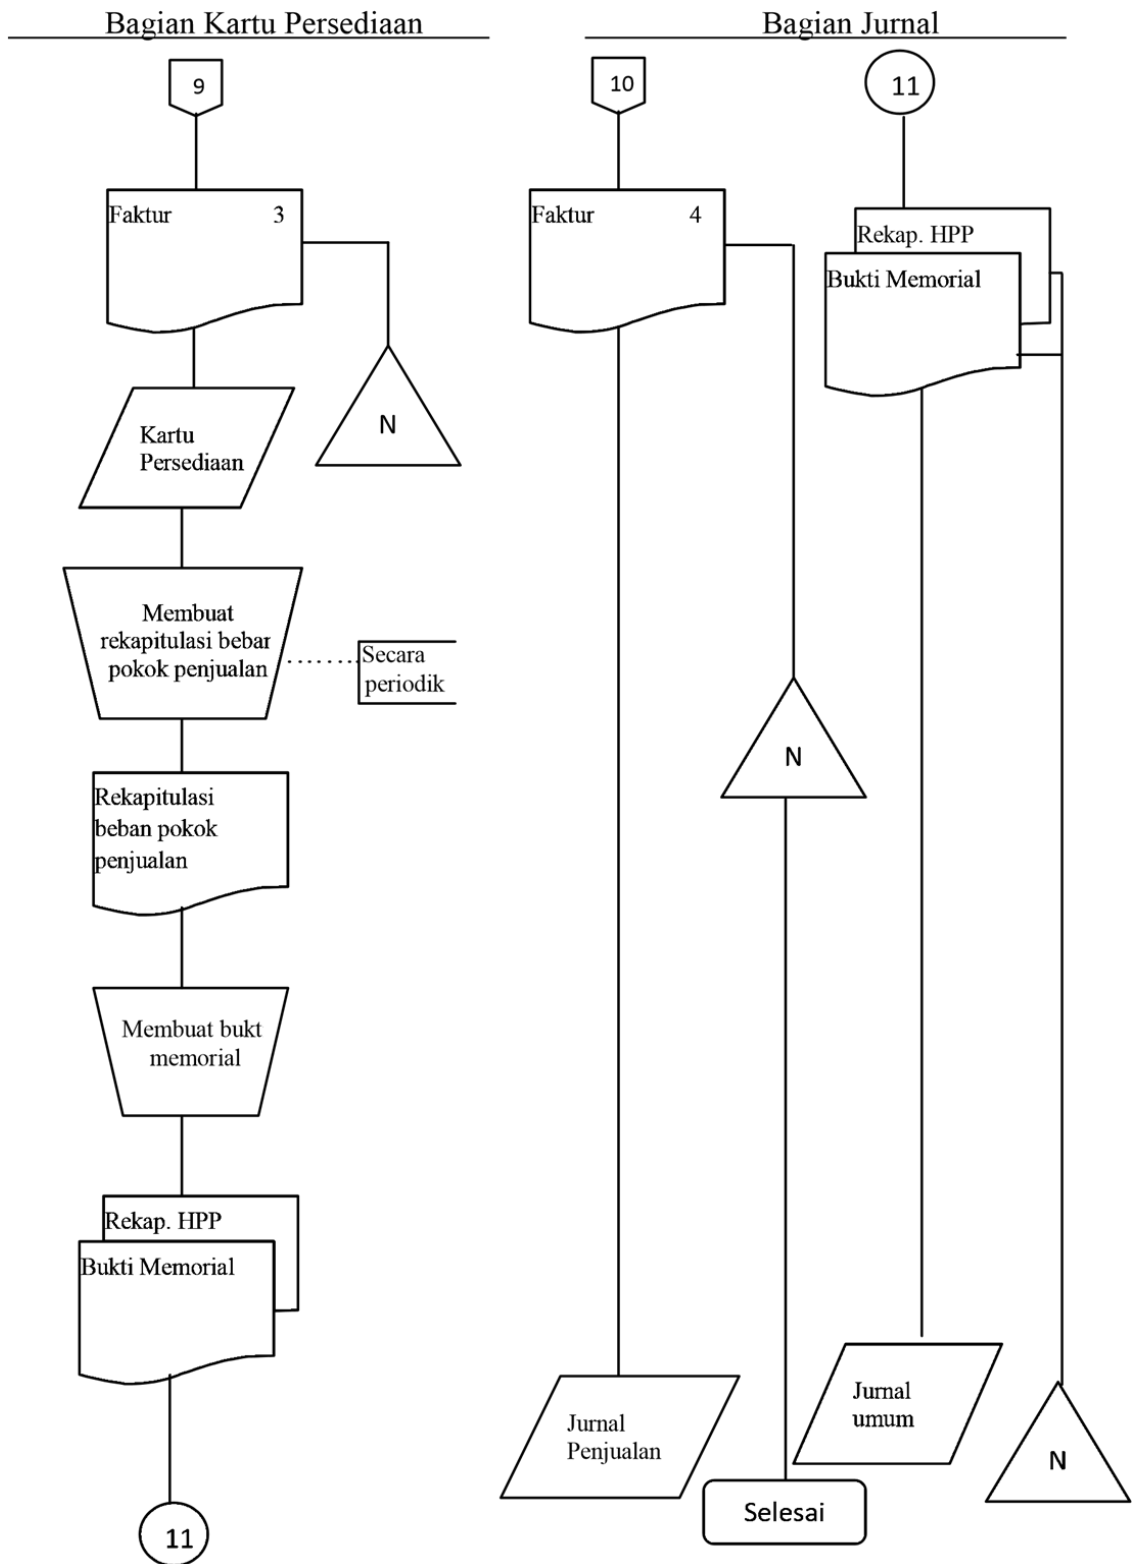 Bagian Kartu Persediaan
9
Faktur 3
N
Kartu
Persediaan
Membuat
rekapitulasi bebar
pokok penjualan
Secara
periodik
Rekapitulasi
beban pokok
penjualan
Membuat bukt
memorial
Rekap. HPP
Bukti Memorial
11
Bagian Jurnal
10
Faktur 4
N
Jurnal
Penjualan
Selesai
11
Rekap. HPP
Bukti Memorial
Jurnal
umum
N